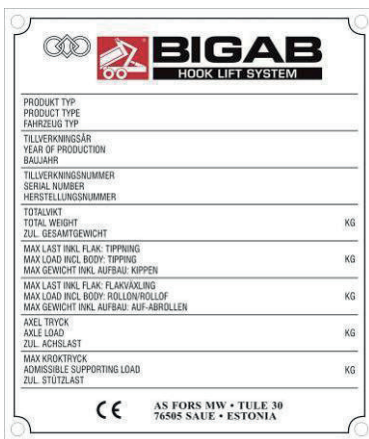 BIGAB
HOOK LIFT SYSTEM
PRODUKT TYP
PRODUCT TYPE
FAHRZEUG TYP
TILLVERKNINGSÅR
YEAR OF PRODUCTION
BAUJAHR
TILLVERKNINGSNUMMER
SERIAL NUMBER
HERSTELLUNGSNUMMER
TOTALVIKT
TOTAL WEIGHT KG
ZUL. GESAMTGEWICHT
MAX LAST INKL FLAK: TIPPNING
MAX LOAD INCL BODY: TIPPING KG
MAX GEWICHT INKL AUFBAU: KIPPEN
MAX LAST INKL FLAK: FLAKVÄXLING
MAX LOAD INCL BODY: ROLLON/ROLLOF KG
MAX GEWICHT INKL AUFBAU: AUF-ABROLLEN
AXEL TRYCK
AXLE LOAD KG
ZUL. ACHSLAST
MAX KROKTRYCK
ADMISSIBLE SUPPORTING LOAD KG
ZUL. STÜTZLAST
CE AS FORS MW • TULE 30
76505 SAUE • ESTONIA